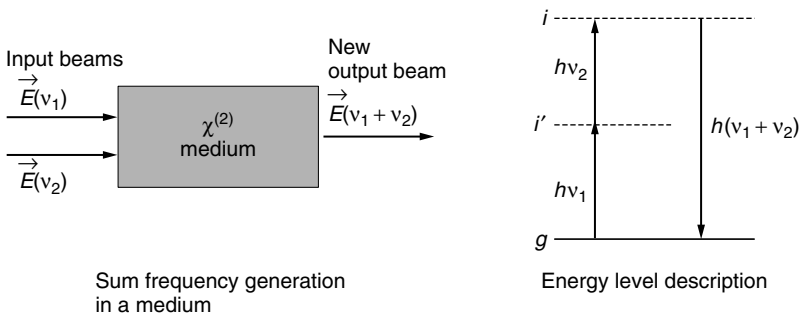 Input beams
E(ν₁)
E(ν₂)
χ⁽²⁾
medium
New
output beam
E(ν₁ + ν₂)
Sum frequency generation
in a medium
i
hν₂
i′
h(ν₁ + ν₂)
hν₁
g
Energy level description